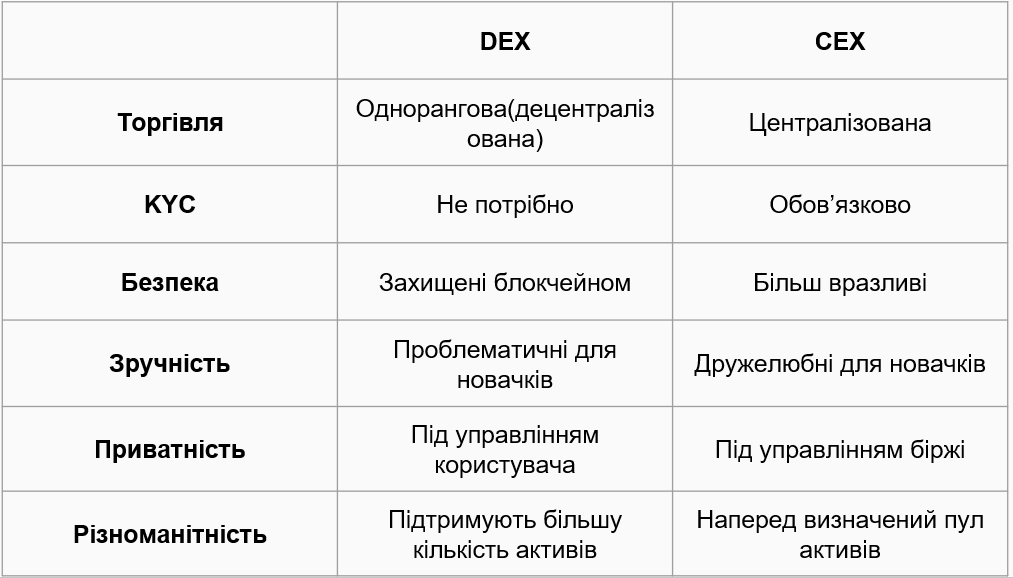 DEX
CEX
Торгівля
Однорангова(децентраліз
ована)
Централізована
KYC
Не потрібно
Обов’язково
Безпека
Захищені блокчейном
Більш вразливі
Зручність
Проблематичні для
новачків
Дружелюбні для новачків
Приватність
Під управлінням
користувача
Під управлінням біржі
Різноманітність
Підтримують більшу
кількість активів
Наперед визначений пул
активів